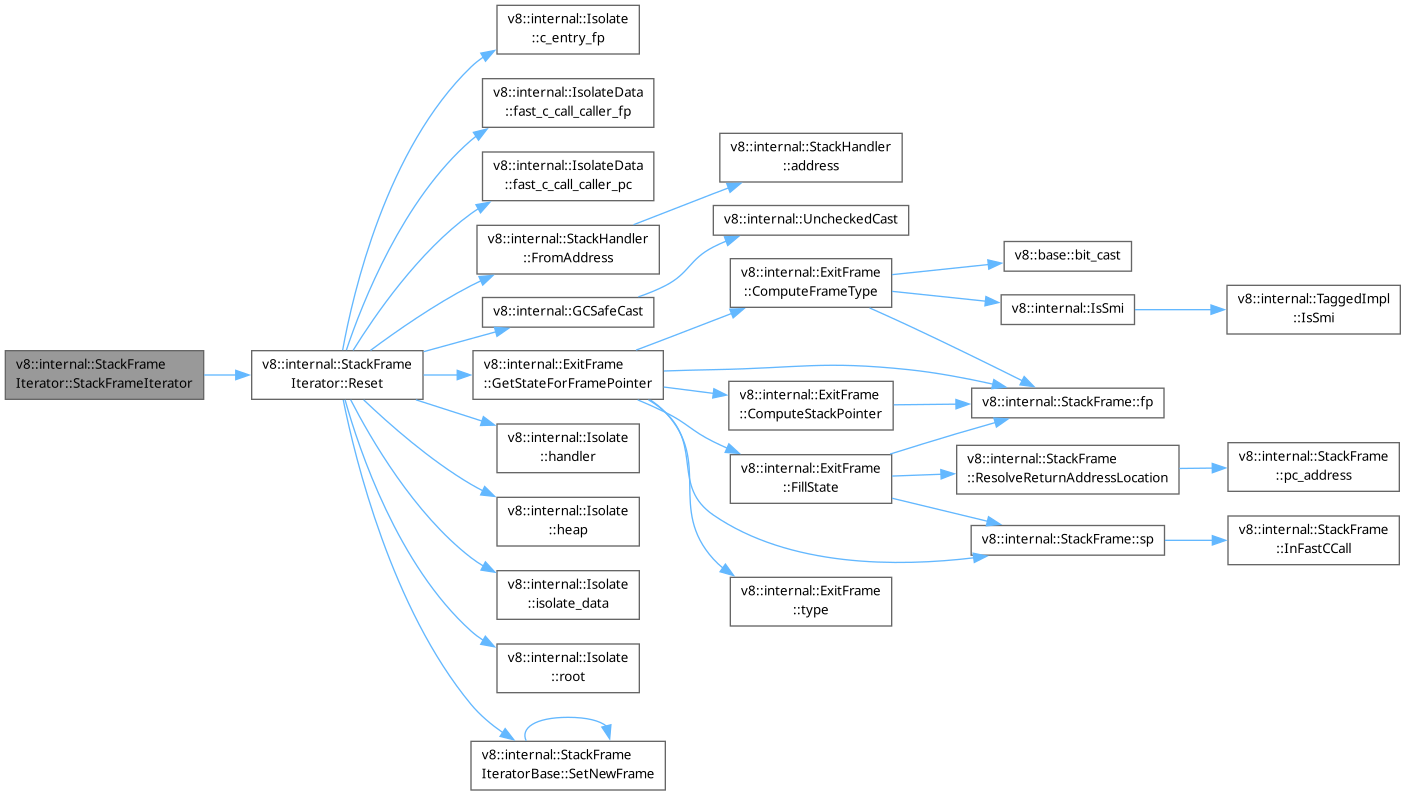 v8::internal::StackFrame
Iterator::StackFrameIterator
v8::internal::StackFrame
Iterator::Reset
v8::internal::Isolate
::c_entry_fp
v8::internal::IsolateData
::fast_c_call_caller_fp
v8::internal::IsolateData
::fast_c_call_caller_pc
v8::internal::StackHandler
::FromAddress
v8::internal::GCSafeCast
v8::internal::ExitFrame
::GetStateForFramePointer
v8::internal::Isolate
::handler
v8::internal::Isolate
::heap
v8::internal::Isolate
::isolate_data
v8::internal::Isolate
::root
v8::internal::StackFrame
IteratorBase::SetNewFrame
v8::internal::StackHandler
::address
v8::internal::UncheckedCast
v8::internal::ExitFrame
::ComputeFrameType
v8::internal::ExitFrame
::ComputeStackPointer
v8::internal::ExitFrame
::FillState
v8::internal::ExitFrame
::type
v8::base::bit_cast
v8::internal::IsSmi
v8::internal::StackFrame::fp
v8::internal::StackFrame
::ResolveReturnAddressLocation
v8::internal::StackFrame::sp
v8::internal::TaggedImpl
::IsSmi
v8::internal::StackFrame
::pc_address
v8::internal::StackFrame
::InFastCCall